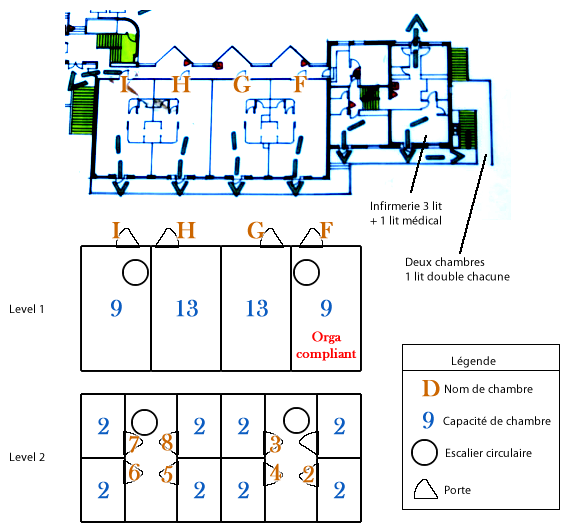 I H G F
Infirmerie 3 lit
+ 1 lit médical
Deux chambres
1 lit double chacune
I H G F
Level 1
9 13 13 9
Orga
compliant
Légende
D Nom de chambre
9 Capacité de chambre
Escalier circulaire
Porte
2 2 2 2
7 8 3
Level 2
6 5 4 2
2 2 2 2